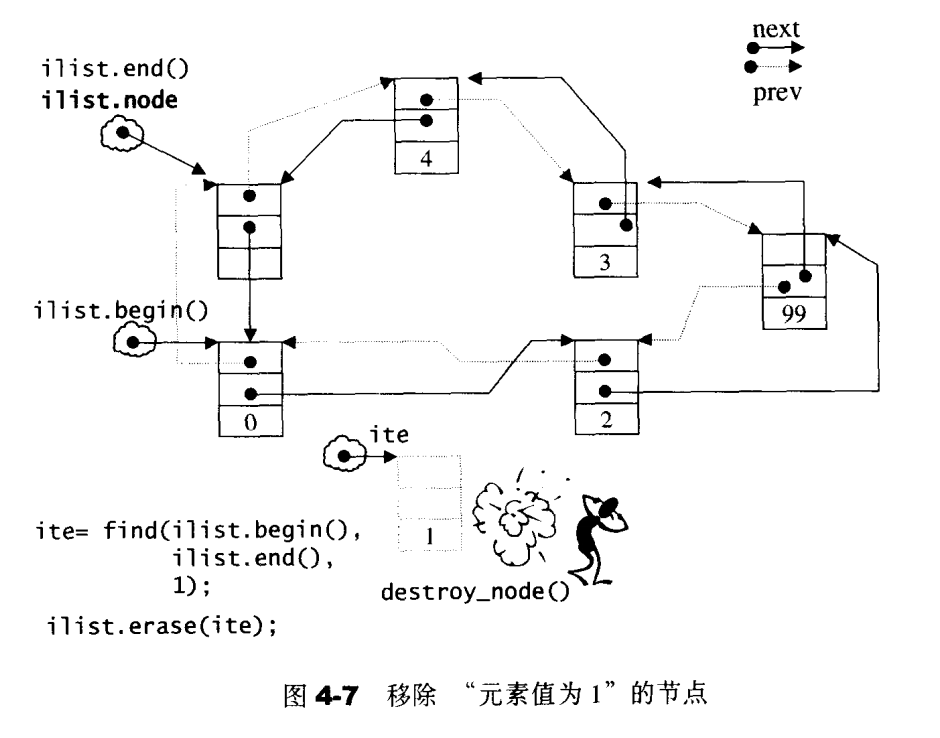 next
prev
ilist.end()
ilist.node
4
3
99
ilist.begin()
0
2
ite
1
destroy_node()
ite= find(ilist.begin(),
ilist.end(),
1);
ilist.erase(ite);
图 4-7 移除 “元素值为 1”的节点